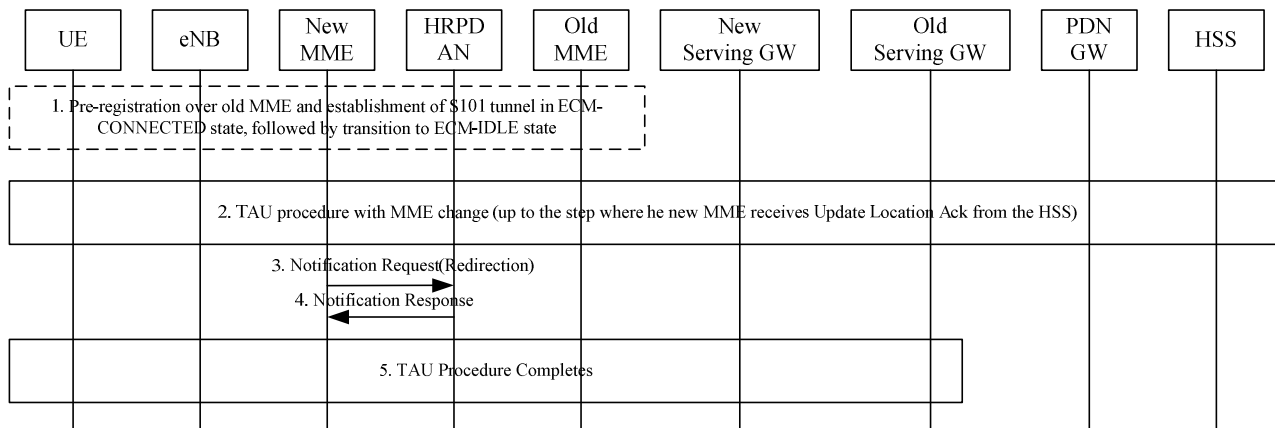 UE
eNB
New
MME
HRPD
AN
Old
MME
New
Serving GW
Old
Serving GW
PDN
GW
HSS
1. Pre-registration over old MME and establishment of S101 tunnel in ECM-
CONNECTED state, followed by transition to ECM-IDLE state
2. TAU procedure with MME change (up to the step where he new MME receives Update Location Ack from the HSS)
3. Notification Request(Redirection)
4. Notification Response
5. TAU Procedure Completes